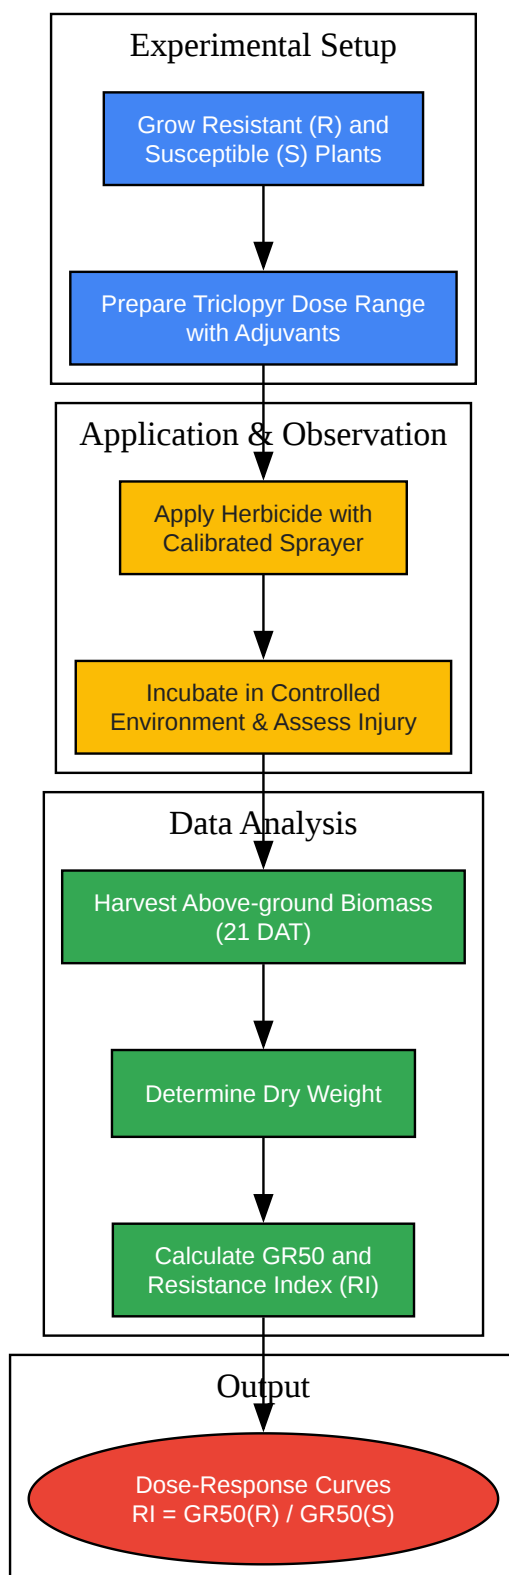 Experimental Setup
Grow Resistant (R) and
Susceptible (S) Plants
Prepare Triclopyr Dose Range
with Adjuvants
Application & Observation
Apply Herbicide with
Calibrated Sprayer
Incubate in Controlled
Environment & Assess Injury
Data Analysis
Harvest Above-ground Biomass
(21 DAT)
Determine Dry Weight
Calculate GR50 and
Resistance Index (RI)
Output
Dose-Response Curves
RI = GR50(R) / GR50(S)